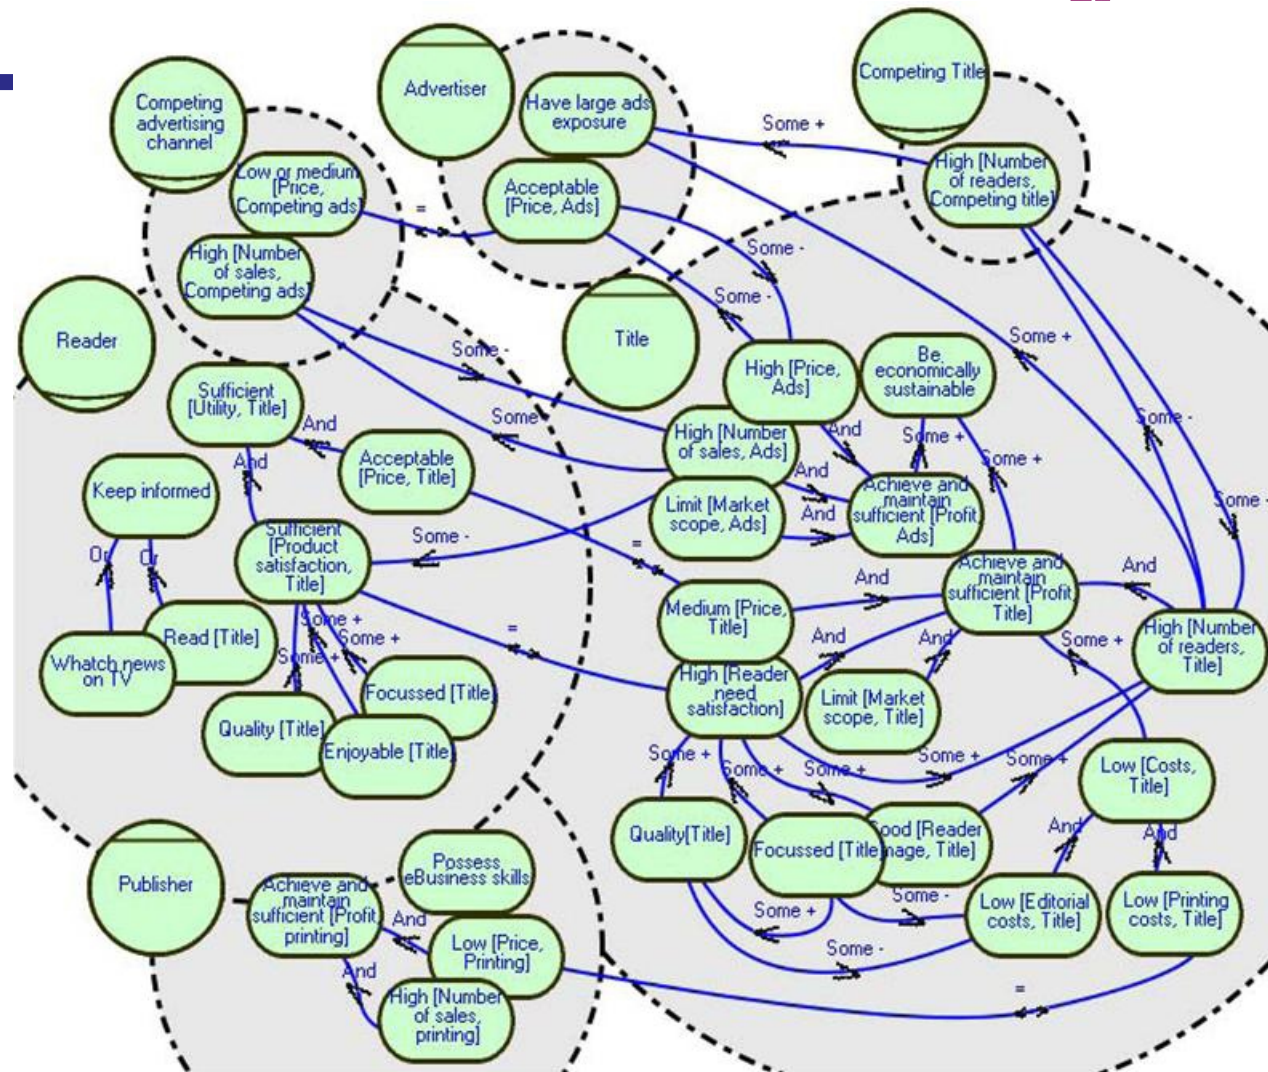 Competing Title
Advertiser
Have large ads
exposure
Competing
advertising
channel
Some +
High [Number
of readers,
Competing title]
Low or medium
[Price,
Competing ads]
Acceptable
[Price, Ads]
=
Some -
High [Number
of sales,
Competing ads]
Some -
Reader
Title
Some +
Be
economically
sustainable
Some -
High [Price,
Ads]
Sufficient
[Utility, Title]
And
Some -
And
Some +
Some -
High [Number
of sales, Ads]
And
Acceptable
[Price, Title]
And
Some +
Keep informed
Limit [Market
scope, Ads]
And
Achieve and
maintain
sufficient [Profit,
Ads]
Some -
Sufficient
[Product
satisfaction,
Title]
Some -
=
Or
Or
And
Achieve and
maintain
sufficient [Profit,
Title]
And
Medium [Price,
Title]
Read [Title]
Some +
Some +
=
And
And
Some +
High [Number
of readers,
Title]
Whatch news
on TV
Some +
Focussed [Title]
High [Reader
need
satisfaction]
Limit [Market
scope, Title]
Quality [Title]
Enjoyable [Title]
Some +
Some +
Some +
Some +
Some +
Low [Costs,
Title]
Quality[Title]
Focussed [Title]
Good [Reader
image, Title]
And
And
Possess
eBusiness skills
Publisher
Achieve and
maintain
sufficient [Profit,
printing]
And
Some +
Some -
Low [Editorial
costs, Title]
Low [Printing
costs, Title]
Low [Price,
Printing]
Some -
And
High [Number
of sales,
printing]
=